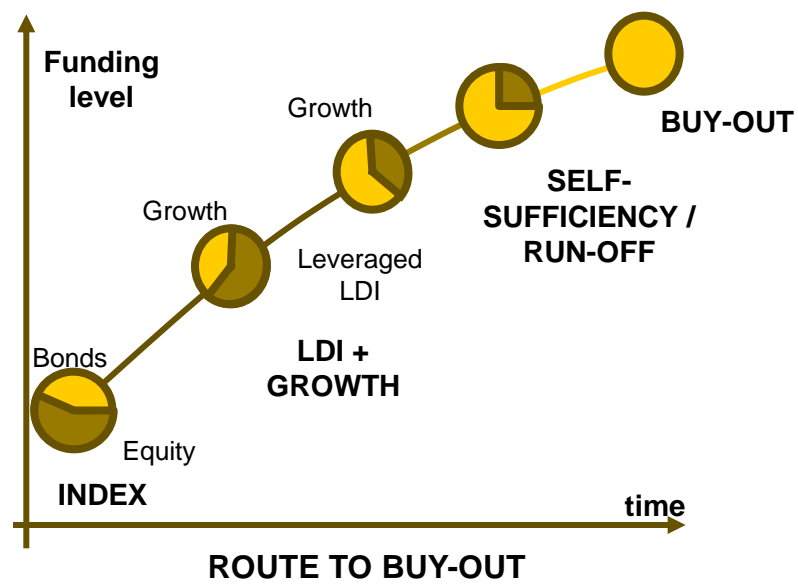 Funding
level
Growth
BUY-OUT
SELF-
SUFFICIENCY /
RUN-OFF
Growth
Leveraged
LDI
LDI +
GROWTH
Bonds
Equity
INDEX
time
ROUTE TO BUY-OUT